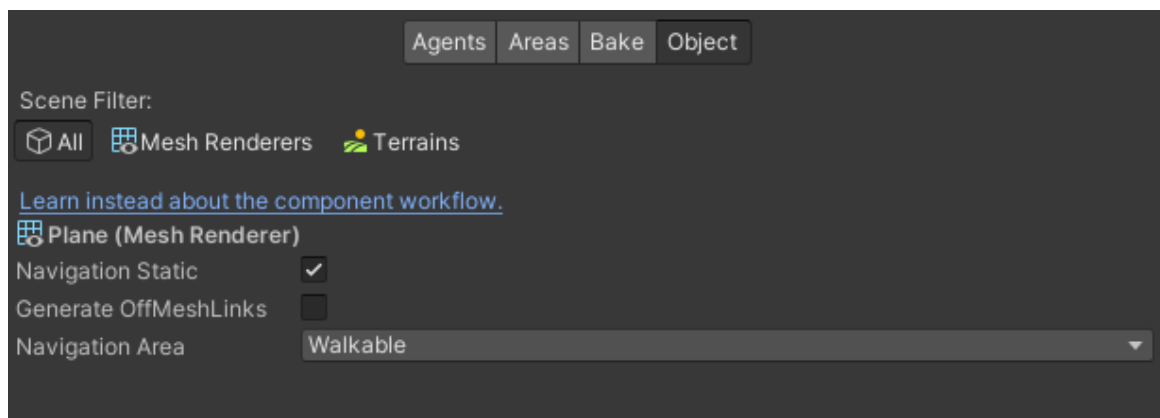 Agents Areas Bake Object
Scene Filter:
All Mesh Renderers Terrains
Learn instead about the component workflow.
Plane (Mesh Renderer)
Navigation Static
Generate OffMeshLinks
Navigation Area Walkable